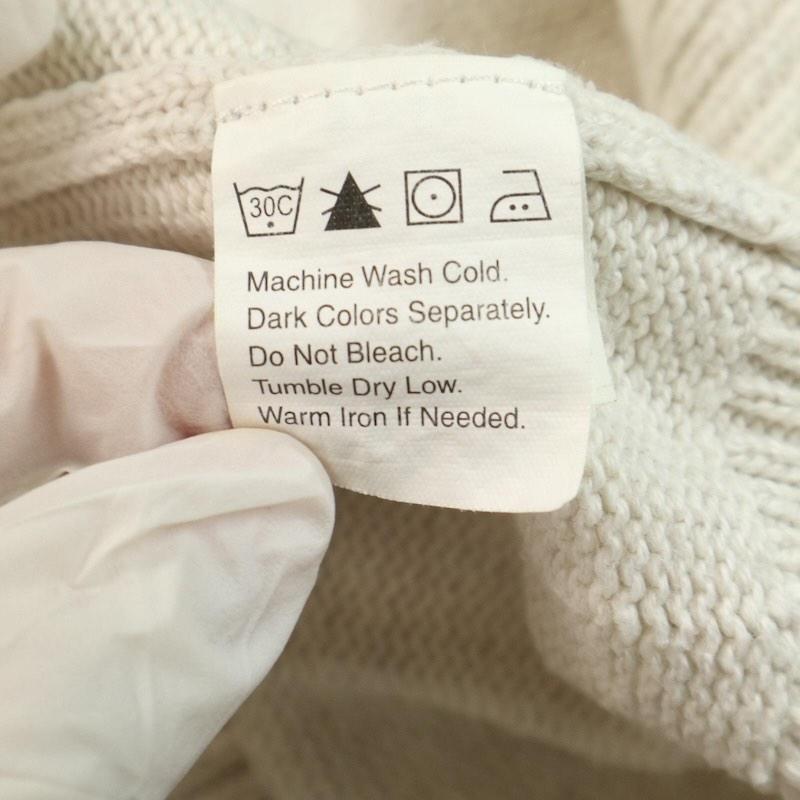 30C
Machine Wash Cold.
Dark Colors Separately.
Do Not Bleach.
Tumble Dry Low.
Warm Iron If Needed.